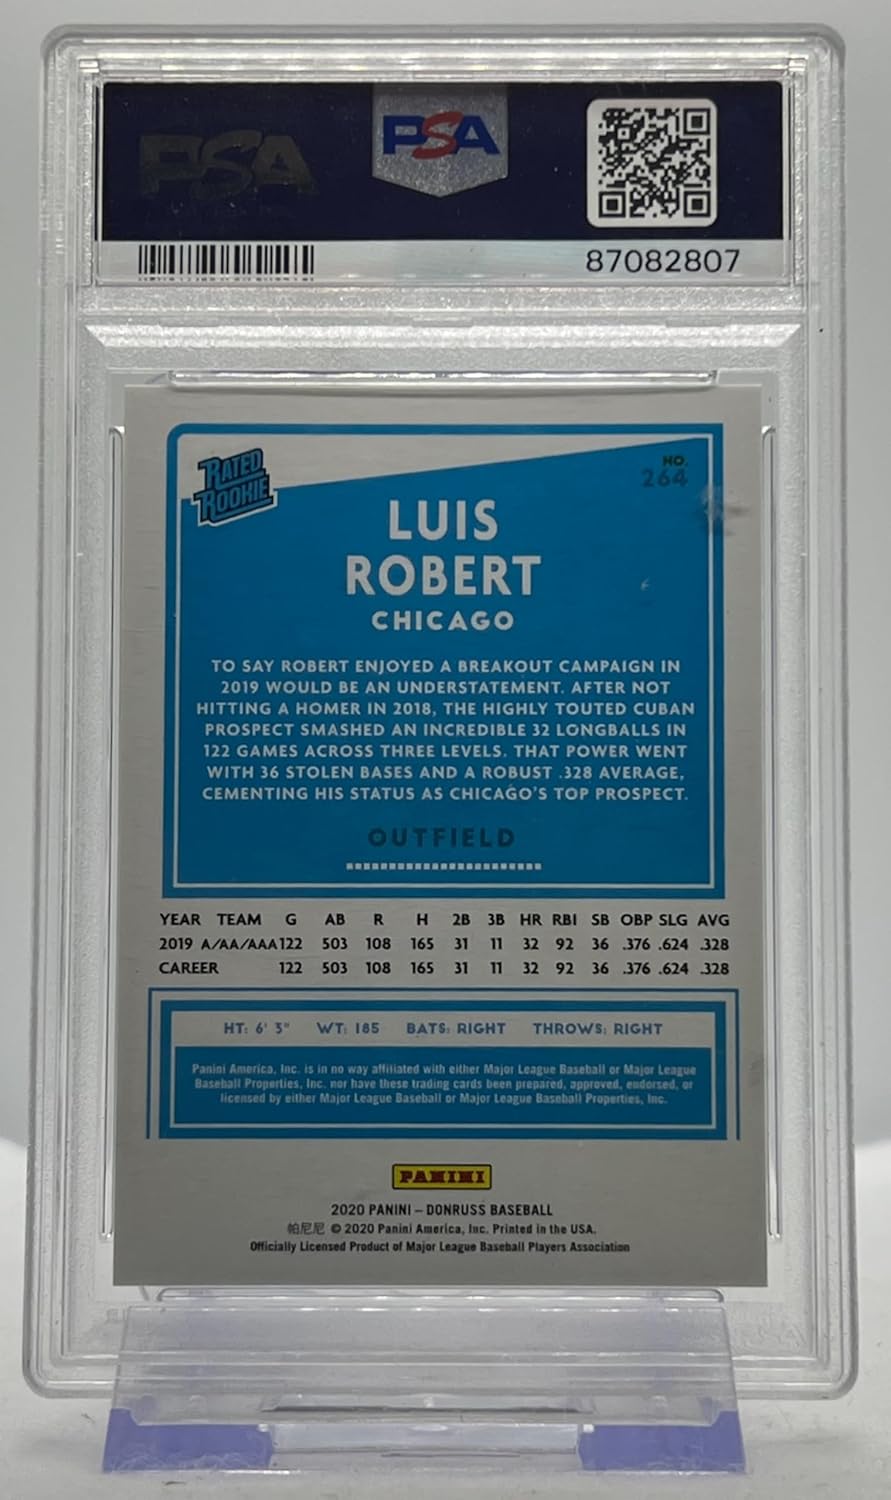 PSA
PSA
87082807
RATED
ROOKIE
NO.
264
LUIS
ROBERT
CHICAGO
TO SAY ROBERT ENJOYED A BREAKOUT CAMPAIGN IN
2019 WOULD BE AN UNDERSTATEMENT. AFTER NOT
HITTING A HOMER IN 2018, THE HIGHLY TOUTED CUBAN
PROSPECT SMASHED AN INCREDIBLE 32 LONGBALLS IN
122 GAMES ACROSS THREE LEVELS. THAT POWER WENT
WITH 36 STOLEN BASES AND A ROBUST .328 AVERAGE,
CEMENTING HIS STATUS AS CHICAGO'S TOP PROSPECT.
OUTFIELD
YEAR TEAM G AB R H 2B 3B HR RBI SB OBP SLG AVG
2019 A/AA/AAA 122 503 108 165 31 11 32 92 36 .376 .624 .328
CAREER 122 503 108 165 31 11 32 92 36 .376 .624 .328
HT: 6' 3" WT: 185 BATS: RIGHT THROWS: RIGHT
Panini America, Inc. is in no way affiliated with either Major League Baseball or Major League
Baseball Properties, Inc. nor have these trading cards been prepared, approved, endorsed, or
licensed by either Major League Baseball or Major League Baseball Properties, Inc.
PANINI
2020 PANINI – DONRUSS BASEBALL
帕尼尼 © 2020 Panini America, Inc. Printed in the USA.
Officially Licensed Product of Major League Baseball Players Association